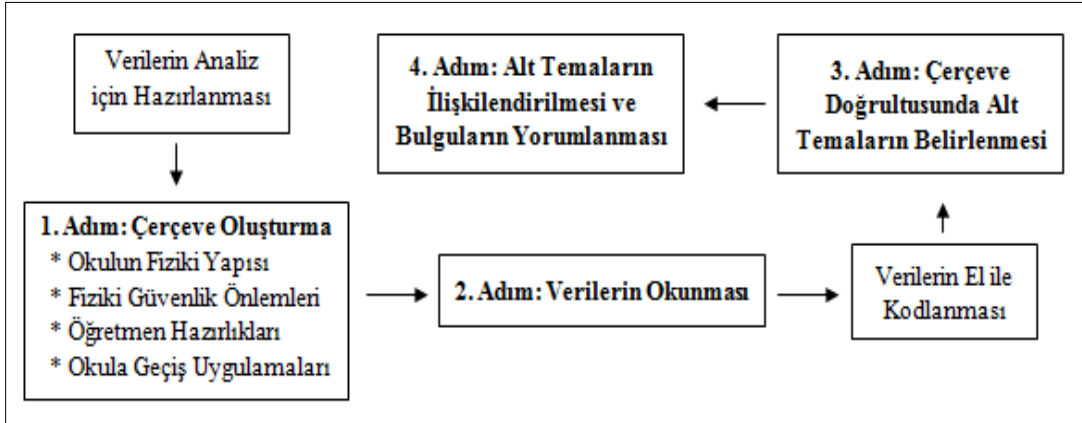 Verilerin Analiz
için Hazırlanması
1. Adım: Çerçeve Oluşturma
* Okulun Fiziki Yapısı
* Fiziki Güvenlik Önlemleri
* Öğretmen Hazırlıkları
* Okula Geçiş Uygulamaları
2. Adım: Verilerin Okunması
Verilerin El ile
Kodlanması
3. Adım: Çerçeve
Doğrultusunda Alt
Temaların Belirlenmesi
4. Adım: Alt Temaların
İlişkilendirilmesi ve
Bulguların Yorumlanması